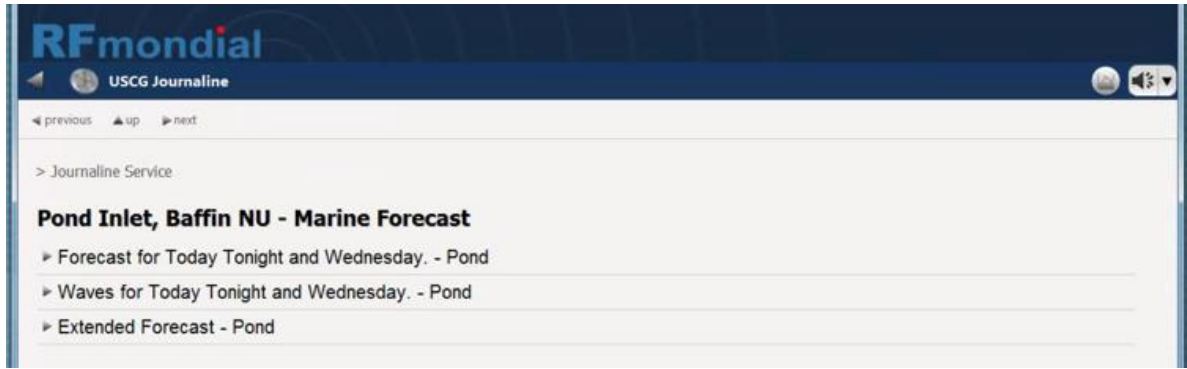 RFmondial
USCG Journaline
previous up next
> Journaline Service
Pond Inlet, Baffin NU - Marine Forecast
Forecast for Today Tonight and Wednesday. - Pond
Waves for Today Tonight and Wednesday. - Pond
Extended Forecast - Pond